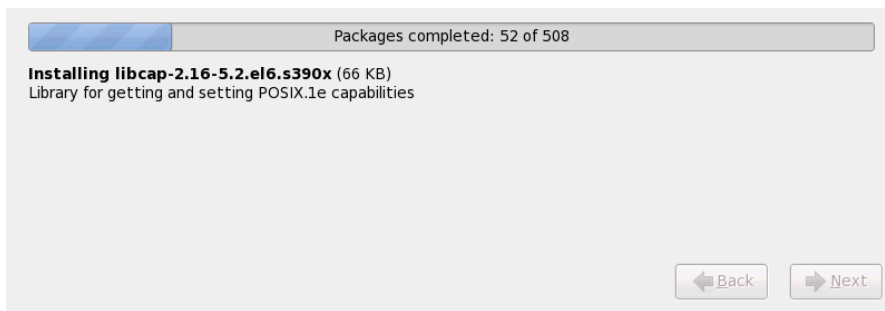 Packages completed: 52 of 508
Installing libcap-2.16-5.2.el6.s390x (66 KB)
Library for getting and setting POSIX.1e capabilities
Back
Next